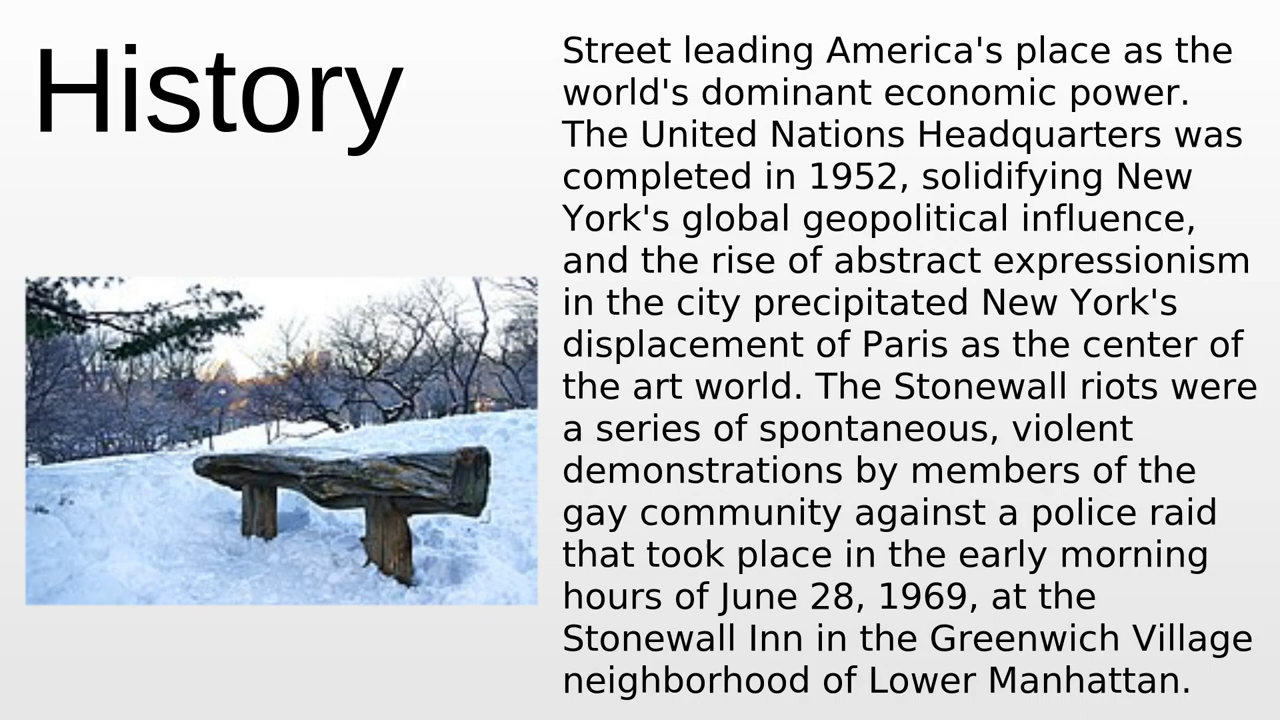 History
Street leading America's place as the
world's dominant economic power.
The United Nations Headquarters was
completed in 1952, solidifying New
York's global geopolitical influence,
and the rise of abstract expressionism
in the city precipitated New York's
displacement of Paris as the center of
the art world. The Stonewall riots were
a series of spontaneous, violent
demonstrations by members of the
gay community against a police raid
that took place in the early morning
hours of June 28, 1969, at the
Stonewall Inn in the Greenwich Village
neighborhood of Lower Manhattan.